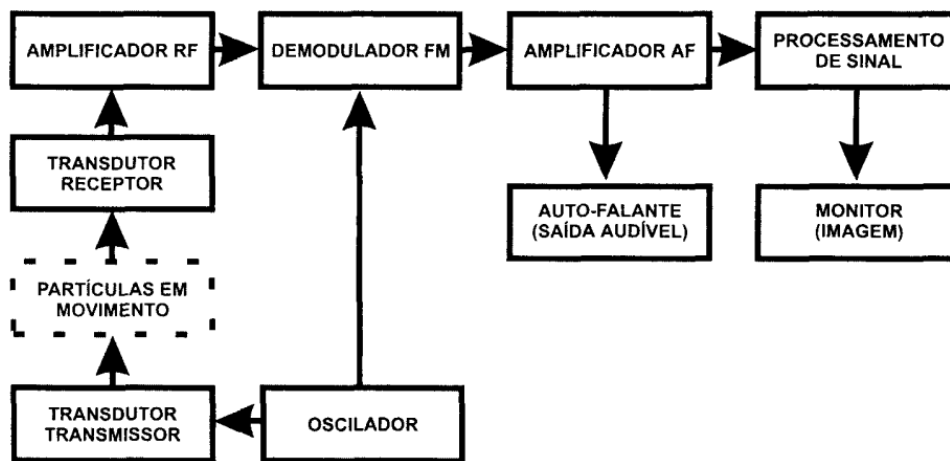 AMPLIFICADOR RF
DEMODULADOR FM
AMPLIFICADOR AF
PROCESSAMENTO
DE SINAL
TRANSDUTOR
RECEPTOR
AUTO-FALANTE
(SAÍDA AUDÍVEL)
MONITOR
(IMAGEM)
PARTÍCULAS EM
MOVIMENTO
TRANSDUTOR
TRANSMISSOR
OSCILADOR